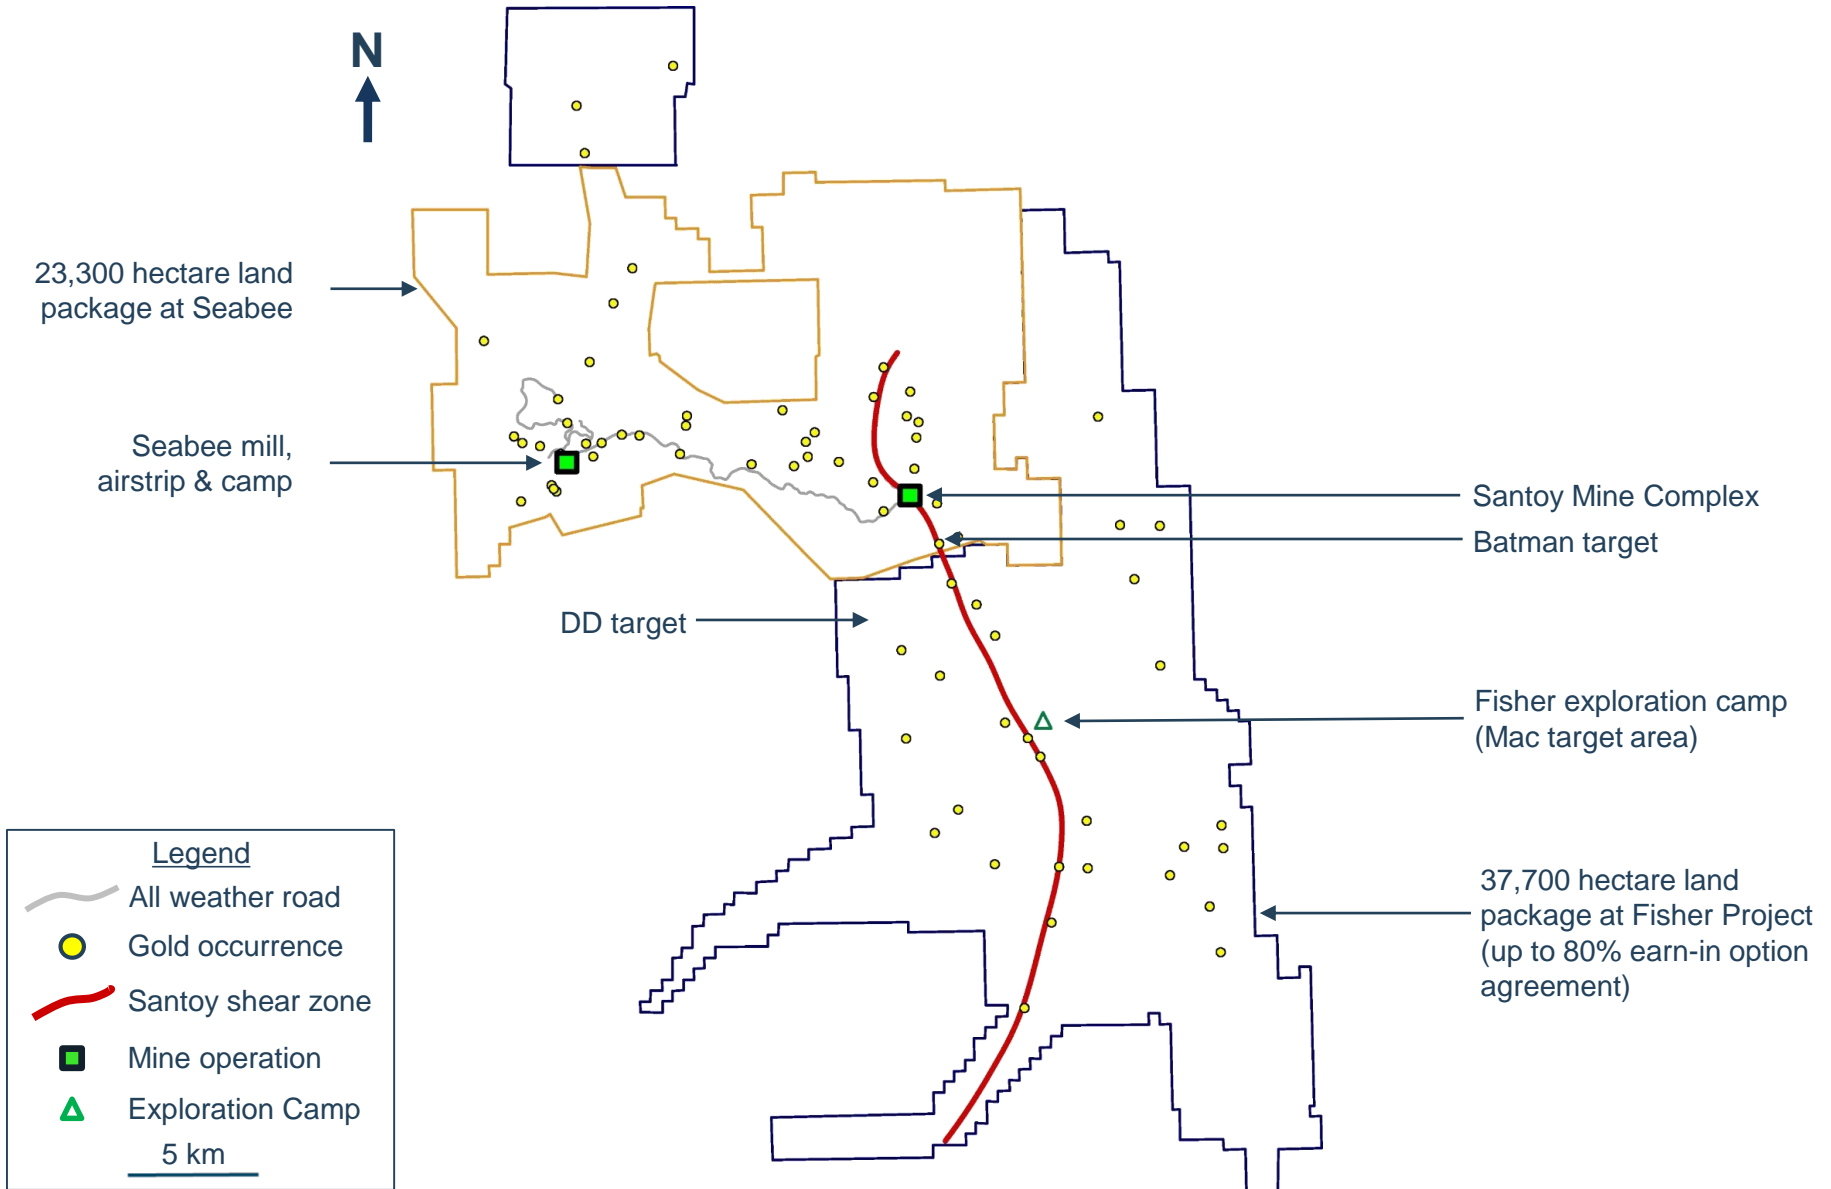 N
23,300 hectare land
package at Seabee
Seabee mill,
airstrip & camp
Santoy Mine Complex
Batman target
DD target
Fisher exploration camp
(Mac target area)
37,700 hectare land
package at Fisher Project
(up to 80% earn-in option
agreement)
Legend
All weather road
Gold occurrence
Santoy shear zone
Mine operation
Exploration Camp
5 km